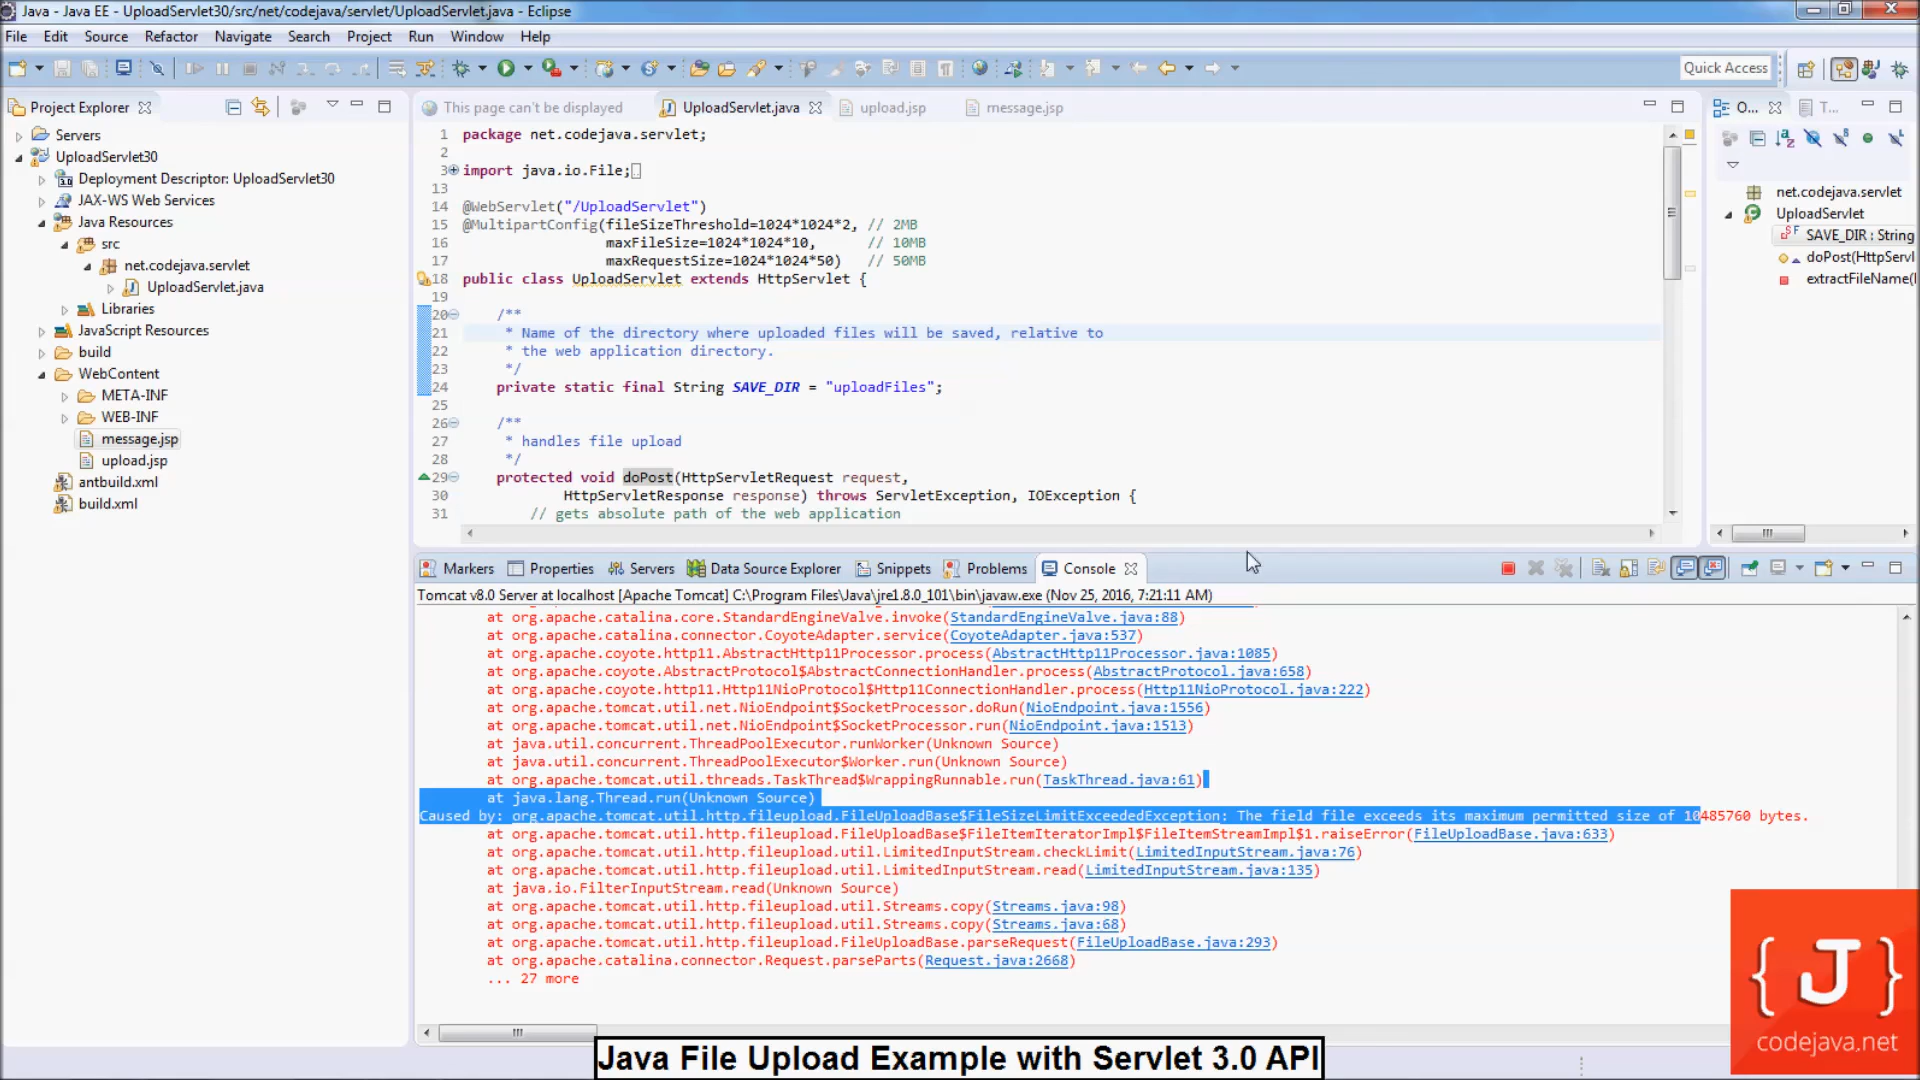 Java - Java EE - UploadServlet30/src/net/codejava/servlet/UploadServlet.java - Eclipse
File Edit Source Refactor Navigate Search Project Run Window Help
Quick Access
Project Explorer
Servers
UploadServlet30
Deployment Descriptor: UploadServlet30
JAX-WS Web Services
Java Resources
src
net.codejava.servlet
UploadServlet.java
Libraries
JavaScript Resources
build
WebContent
META-INF
WEB-INF
message.jsp
upload.jsp
antbuild.xml
build.xml
This page can't be displayed UploadServlet.java upload.jsp message.jsp
1 package net.codejava.servlet;
2
3 import java.io.File;
13
14 @WebServlet("/UploadServlet")
15 @MultipartConfig(fileSizeThreshold=1024*1024*2, // 2MB
16 maxFileSize=1024*1024*10, // 10MB
17 maxRequestSize=1024*1024*50) // 50MB
18 public class UploadServlet extends HttpServlet {
19
20 /**
21 * Name of the directory where uploaded files will be saved, relative to
22 * the web application directory.
23 */
24 private static final String SAVE_DIR = "uploadFiles";
25
26 /**
27 * handles file upload
28 */
29 protected void doPost(HttpServletRequest request,
30 HttpServletResponse response) throws ServletException, IOException {
31 // gets absolute path of the web application
O... T...
net.codejava.servlet
UploadServlet
SAVE_DIR : String
doPost(HttpServl
extractFileName(
Markers Properties Servers Data Source Explorer Snippets Problems Console
Tomcat v8.0 Server at localhost [Apache Tomcat] C:\Program Files\Java\jre1.8.0_101\bin\javaw.exe (Nov 25, 2016, 7:21:11 AM)
at org.apache.catalina.core.StandardEngineValve.invoke(StandardEngineValve.java:88)
at org.apache.catalina.connector.CoyoteAdapter.service(CoyoteAdapter.java:537)
at org.apache.coyote.http11.AbstractHttp11Processor.process(AbstractHttp11Processor.java:1085)
at org.apache.coyote.AbstractProtocol$AbstractConnectionHandler.process(AbstractProtocol.java:658)
at org.apache.coyote.http11.Http11NioProtocol$Http11ConnectionHandler.process(Http11NioProtocol.java:222)
at org.apache.tomcat.util.net.NioEndpoint$SocketProcessor.doRun(NioEndpoint.java:1556)
at org.apache.tomcat.util.net.NioEndpoint$SocketProcessor.run(NioEndpoint.java:1513)
at java.util.concurrent.ThreadPoolExecutor.runWorker(Unknown Source)
at java.util.concurrent.ThreadPoolExecutor$Worker.run(Unknown Source)
at org.apache.tomcat.util.threads.TaskThread$WrappingRunnable.run(TaskThread.java:61)
at java.lang.Thread.run(Unknown Source)
Caused by: org.apache.tomcat.util.http.fileupload.FileUploadBase$FileSizeLimitExceededException: The field file exceeds its maximum permitted size of 10485760 bytes.
at org.apache.tomcat.util.http.fileupload.FileUploadBase$FileItemIteratorImpl$FileItemStreamImpl$1.raiseError(FileUploadBase.java:633)
at org.apache.tomcat.util.http.fileupload.util.LimitedInputStream.checkLimit(LimitedInputStream.java:76)
at org.apache.tomcat.util.http.fileupload.util.LimitedInputStream.read(LimitedInputStream.java:135)
at java.io.FilterInputStream.read(Unknown Source)
at org.apache.tomcat.util.http.fileupload.util.Streams.copy(Streams.java:98)
at org.apache.tomcat.util.http.fileupload.util.Streams.copy(Streams.java:68)
at org.apache.tomcat.util.http.fileupload.FileUploadBase.parseRequest(FileUploadBase.java:293)
at org.apache.catalina.connector.Request.parseParts(Request.java:2668)
... 27 more
{J}
codejava.net
Java File Upload Example with Servlet 3.0 API